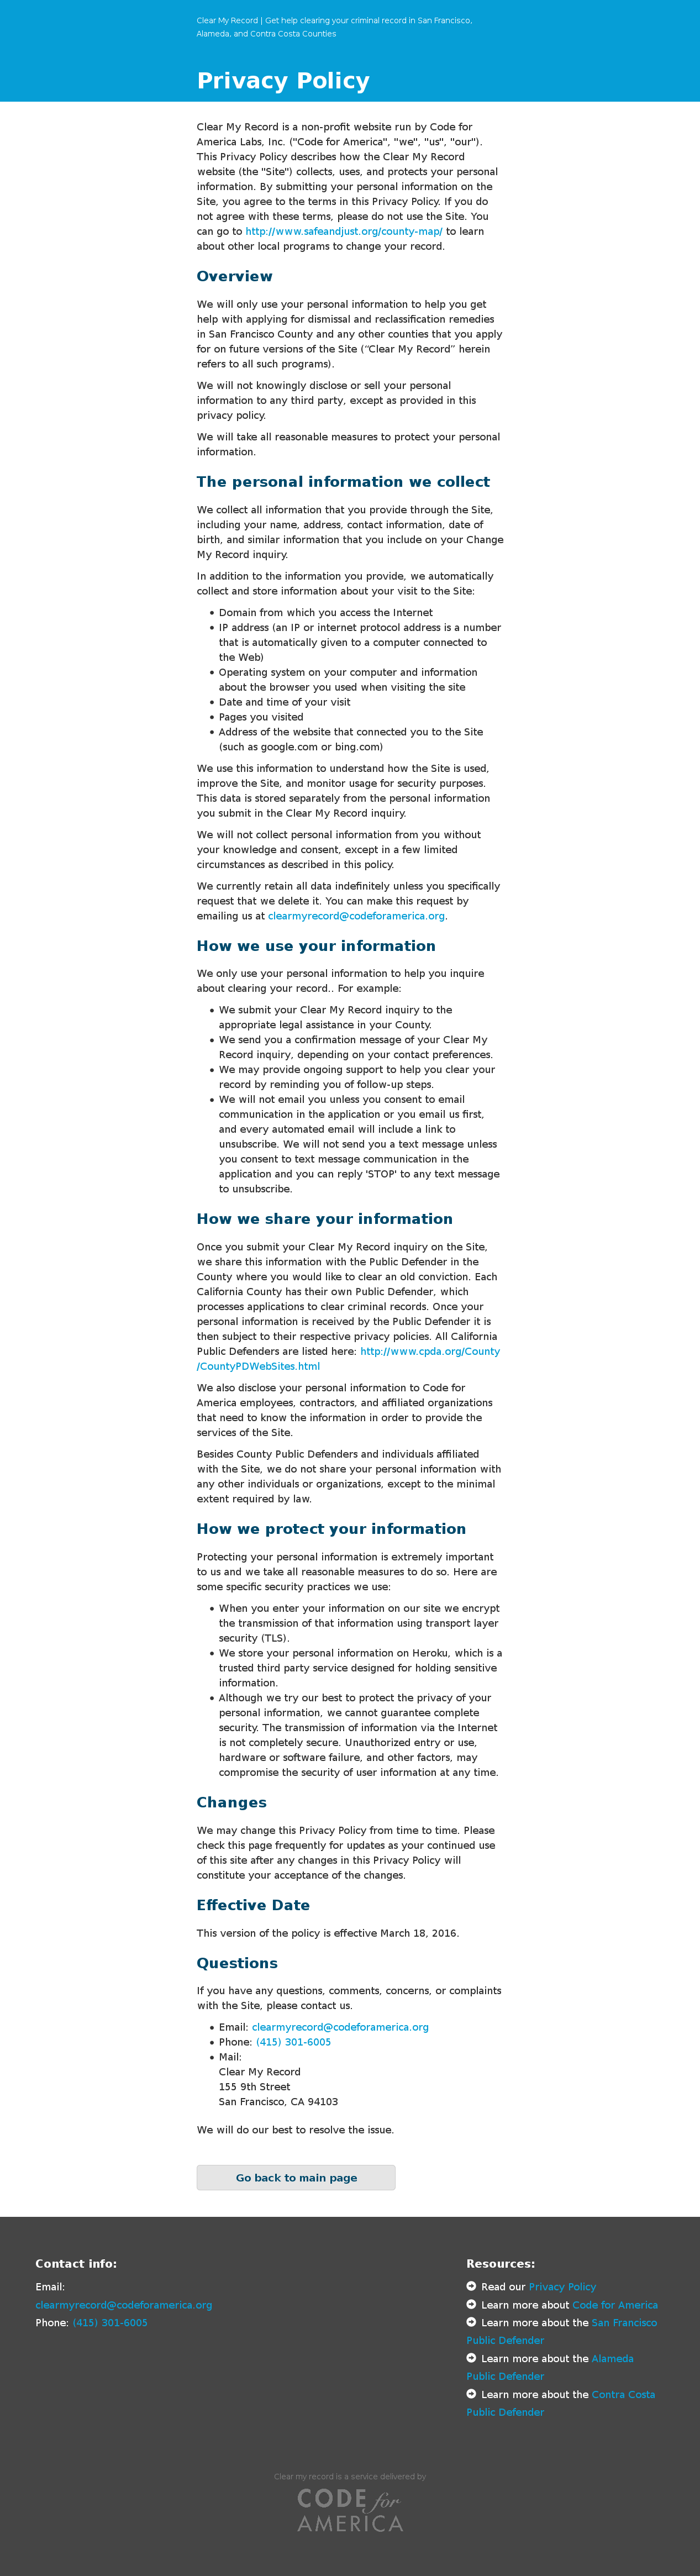 Clear My Record | Get help clearing your criminal record in San Francisco,
Alameda, and Contra Costa Counties
Privacy Policy
Clear My Record is a non-profit website run by Code for
America Labs, Inc. ("Code for America", "we", "us", "our").
This Privacy Policy describes how the Clear My Record
website (the "Site") collects, uses, and protects your personal
information. By submitting your personal information on the
Site, you agree to the terms in this Privacy Policy. If you do
not agree with these terms, please do not use the Site. You
can go to http://www.safeandjust.org/county-map/ to learn
about other local programs to change your record.
Overview
We will only use your personal information to help you get
help with applying for dismissal and reclassification remedies
in San Francisco County and any other counties that you apply
for on future versions of the Site (“Clear My Record” herein
refers to all such programs).
We will not knowingly disclose or sell your personal
information to any third party, except as provided in this
privacy policy.
We will take all reasonable measures to protect your personal
information.
The personal information we collect
We collect all information that you provide through the Site,
including your name, address, contact information, date of
birth, and similar information that you include on your Change
My Record inquiry.
In addition to the information you provide, we automatically
collect and store information about your visit to the Site:
• Domain from which you access the Internet
• IP address (an IP or internet protocol address is a number
that is automatically given to a computer connected to
the Web)
• Operating system on your computer and information
about the browser you used when visiting the site
• Date and time of your visit
• Pages you visited
• Address of the website that connected you to the Site
(such as google.com or bing.com)
We use this information to understand how the Site is used,
improve the Site, and monitor usage for security purposes.
This data is stored separately from the personal information
you submit in the Clear My Record inquiry.
We will not collect personal information from you without
your knowledge and consent, except in a few limited
circumstances as described in this policy.
We currently retain all data indefinitely unless you specifically
request that we delete it. You can make this request by
emailing us at clearmyrecord@codeforamerica.org.
How we use your information
We only use your personal information to help you inquire
about clearing your record.. For example:
• We submit your Clear My Record inquiry to the
appropriate legal assistance in your County.
• We send you a confirmation message of your Clear My
Record inquiry, depending on your contact preferences.
• We may provide ongoing support to help you clear your
record by reminding you of follow-up steps.
• We will not email you unless you consent to email
communication in the application or you email us first,
and every automated email will include a link to
unsubscribe. We will not send you a text message unless
you consent to text message communication in the
application and you can reply 'STOP' to any text message
to unsubscribe.
How we share your information
Once you submit your Clear My Record inquiry on the Site,
we share this information with the Public Defender in the
County where you would like to clear an old conviction. Each
California County has their own Public Defender, which
processes applications to clear criminal records. Once your
personal information is received by the Public Defender it is
then subject to their respective privacy policies. All California
Public Defenders are listed here: http://www.cpda.org/County
/CountyPDWebSites.html
We also disclose your personal information to Code for
America employees, contractors, and affiliated organizations
that need to know the information in order to provide the
services of the Site.
Besides County Public Defenders and individuals affiliated
with the Site, we do not share your personal information with
any other individuals or organizations, except to the minimal
extent required by law.
How we protect your information
Protecting your personal information is extremely important
to us and we take all reasonable measures to do so. Here are
some specific security practices we use:
• When you enter your information on our site we encrypt
the transmission of that information using transport layer
security (TLS).
• We store your personal information on Heroku, which is a
trusted third party service designed for holding sensitive
information.
• Although we try our best to protect the privacy of your
personal information, we cannot guarantee complete
security. The transmission of information via the Internet
is not completely secure. Unauthorized entry or use,
hardware or software failure, and other factors, may
compromise the security of user information at any time.
Changes
We may change this Privacy Policy from time to time. Please
check this page frequently for updates as your continued use
of this site after any changes in this Privacy Policy will
constitute your acceptance of the changes.
Effective Date
This version of the policy is effective March 18, 2016.
Questions
If you have any questions, comments, concerns, or complaints
with the Site, please contact us.
• Email: clearmyrecord@codeforamerica.org
• Phone: (415) 301-6005
• Mail:
Clear My Record
155 9th Street
San Francisco, CA 94103
We will do our best to resolve the issue.
Go back to main page
Contact info:
Email:
clearmyrecord@codeforamerica.org
Phone: (415) 301-6005
Resources:
Read our Privacy Policy
Learn more about Code for America
Learn more about the San Francisco
Public Defender
Learn more about the Alameda
Public Defender
Learn more about the Contra Costa
Public Defender
Clear my record is a service delivered by
CODE for
AMERICA